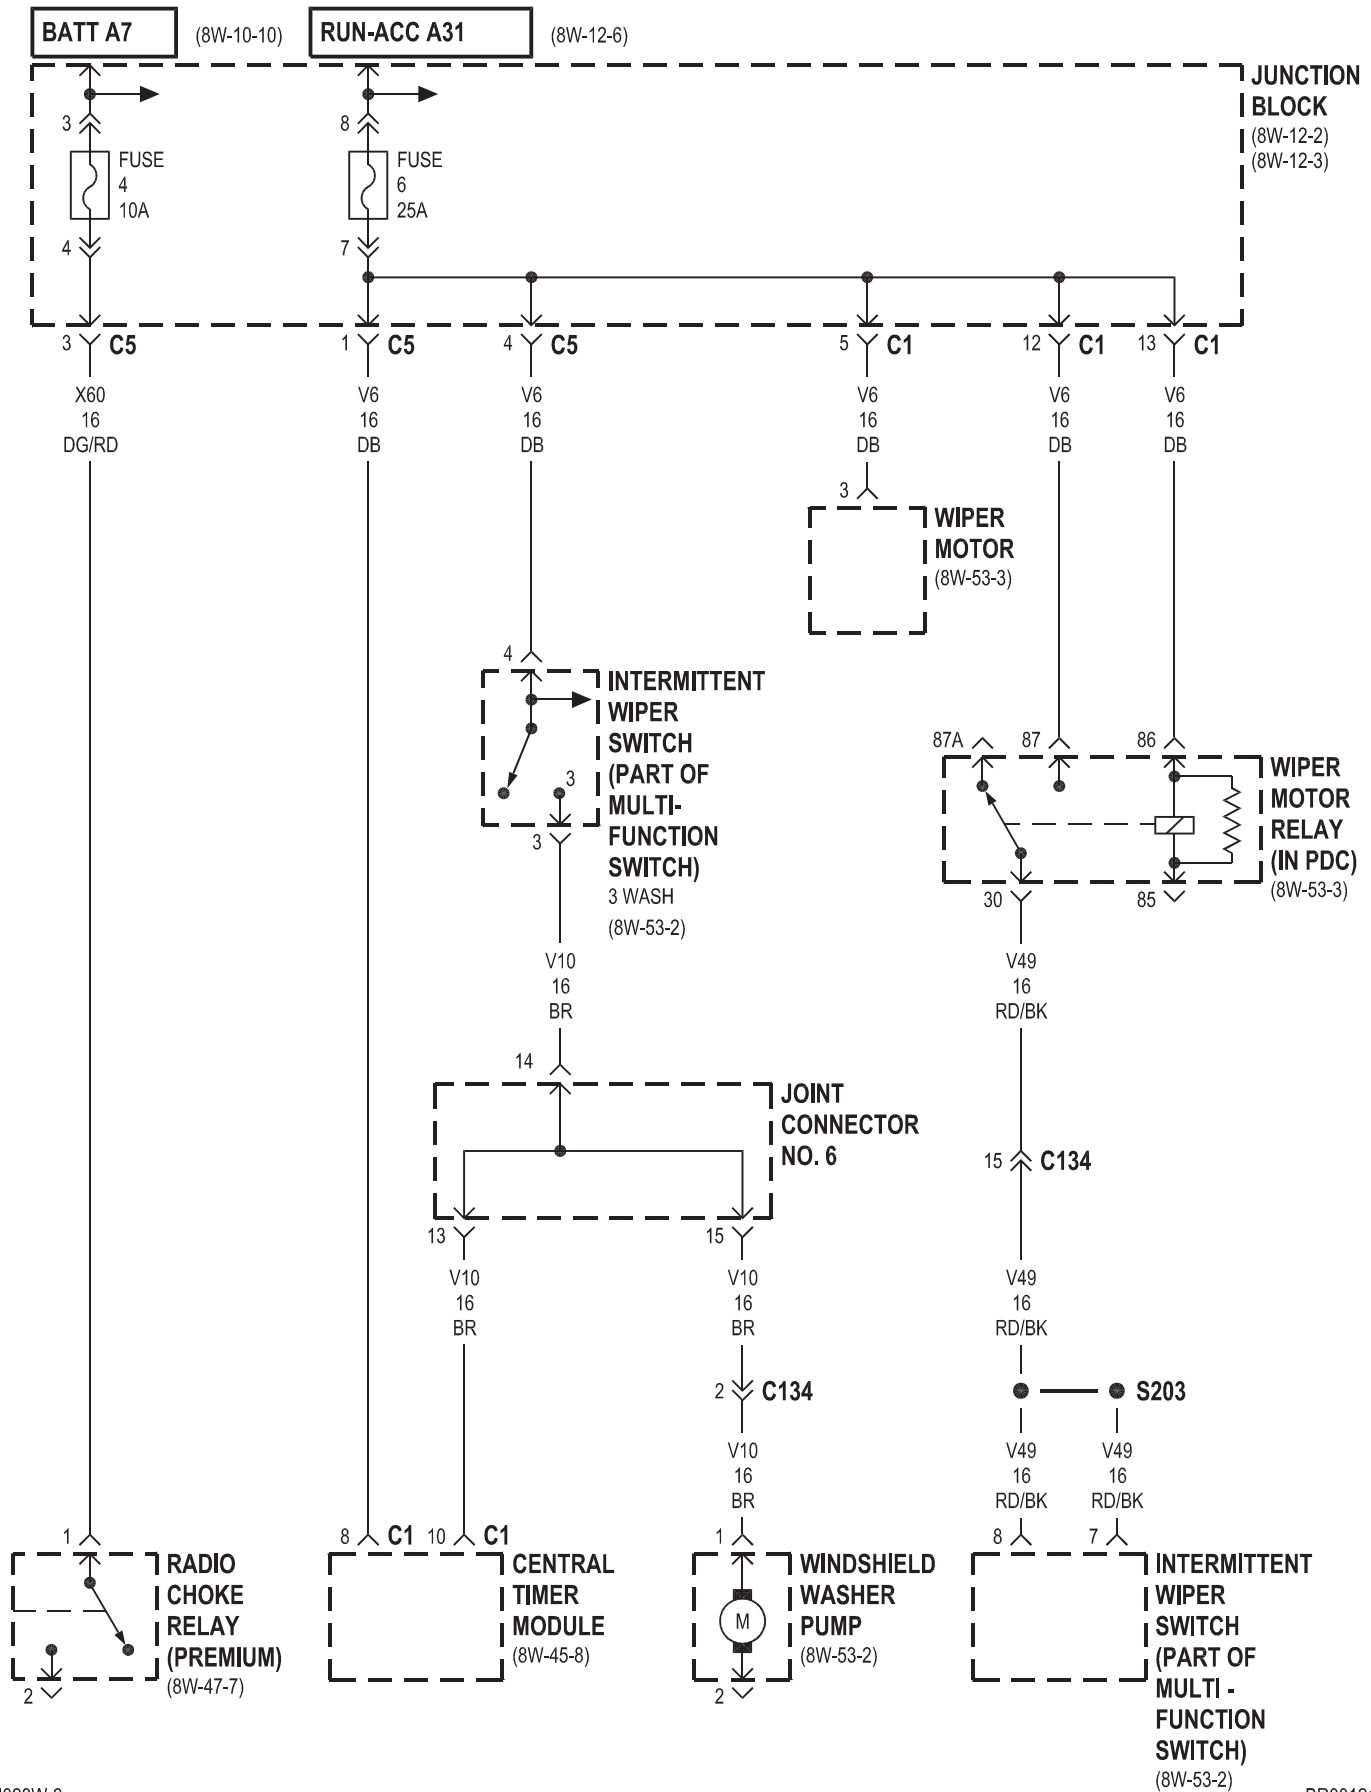 BATT A7
(8W-10-10)
RUN-ACC A31
(8W-12-6)
JUNCTION
BLOCK
(8W-12-2)
(8W-12-3)
3
FUSE
4
10A
4
8
FUSE
6
25A
7
3 C5
1 C5
4 C5
5 C1
12 C1
13 C1
X60
16
DG/RD
V6
16
DB
V6
16
DB
V6
16
DB
V6
16
DB
V6
16
DB
3
WIPER
MOTOR
(8W-53-3)
4
INTERMITTENT
WIPER
SWITCH
(PART OF
MULTI-
FUNCTION
SWITCH)
3 WASH
(8W-53-2)
3
3
87A
87
86
WIPER
MOTOR
RELAY
(IN PDC)
(8W-53-3)
30
85
V10
16
BR
V49
16
RD/BK
14
JOINT
CONNECTOR
NO. 6
13
15
15 C134
V10
16
BR
V10
16
BR
V49
16
RD/BK
2 C134
S203
V10
16
BR
V49
16
RD/BK
V49
16
RD/BK
1
RADIO
CHOKE
RELAY
(PREMIUM)
(8W-47-7)
2
8 C1
10 C1
CENTRAL
TIMER
MODULE
(8W-45-8)
1
M
WINDSHIELD
WASHER
PUMP
(8W-53-2)
2
8
7
INTERMITTENT
WIPER
SWITCH
(PART OF
MULTI -
FUNCTION
SWITCH)
(8W-53-2)